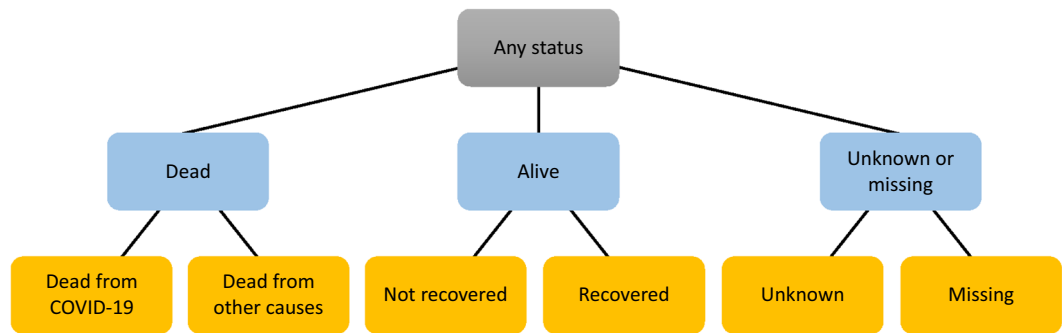 Any status
Dead
Alive
Unknown or
missing
Dead from
COVID-19
Dead from
other causes
Not recovered
Recovered
Unknown
Missing